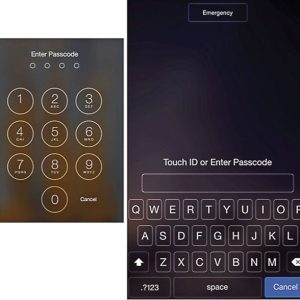 Enter Passcode
1 2 3
ABC DEF
4 5 6
GHI JKL MNO
7 8 9
PQRS TUV WXYZ
0 Cancel
Emergency
Touch ID or Enter Passcode
Q W E R T Y U I O P
A S D F G H J K L
Z X C V B N M
.?123 space Cancel